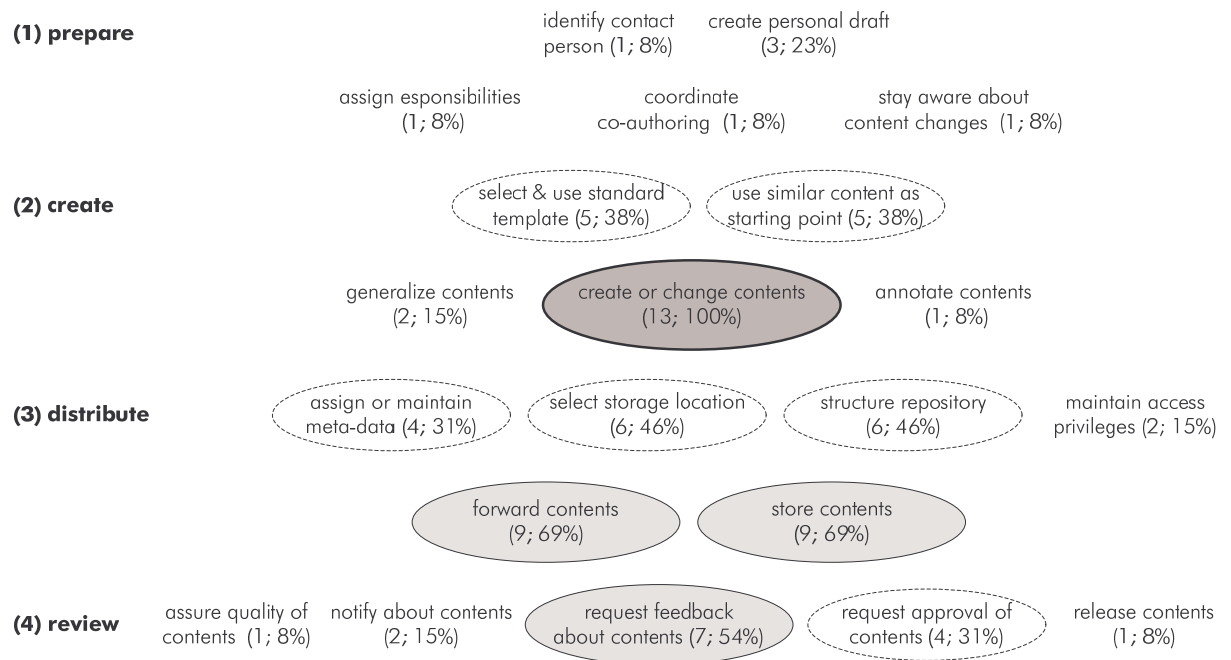 (1) prepare
identify contact
person (1; 8%)
create personal draft
(3; 23%)
assign esponsibilities
(1; 8%)
coordinate
co-authoring (1; 8%)
stay aware about
content changes (1; 8%)
(2) create
select & use standard
template (5; 38%)
use similar content as
starting point (5; 38%)
generalize contents
(2; 15%)
create or change contents
(13; 100%)
annotate contents
(1; 8%)
(3) distribute
assign or maintain
meta-data (4; 31%)
select storage location
(6; 46%)
structure repository
(6; 46%)
maintain access
privileges (2; 15%)
forward contents
(9; 69%)
store contents
(9; 69%)
(4) review
assure quality of
contents (1; 8%)
notify about contents
(2; 15%)
request feedback
about contents (7; 54%)
request approval of
contents (4; 31%)
release contents
(1; 8%)